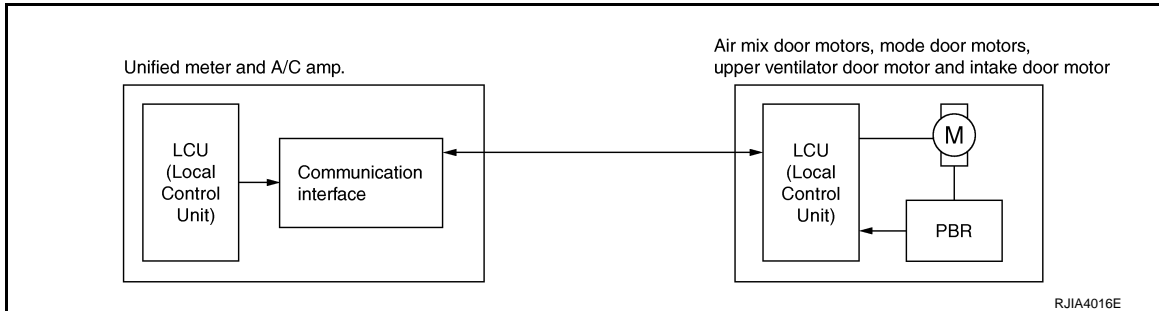 Air mix door motors, mode door motors,
upper ventilator door motor and intake door motor
Unified meter and A/C amp.
LCU
(Local
Control
Unit)
Communication
interface
LCU
(Local
Control
Unit)
M
PBR
RJIA4016E